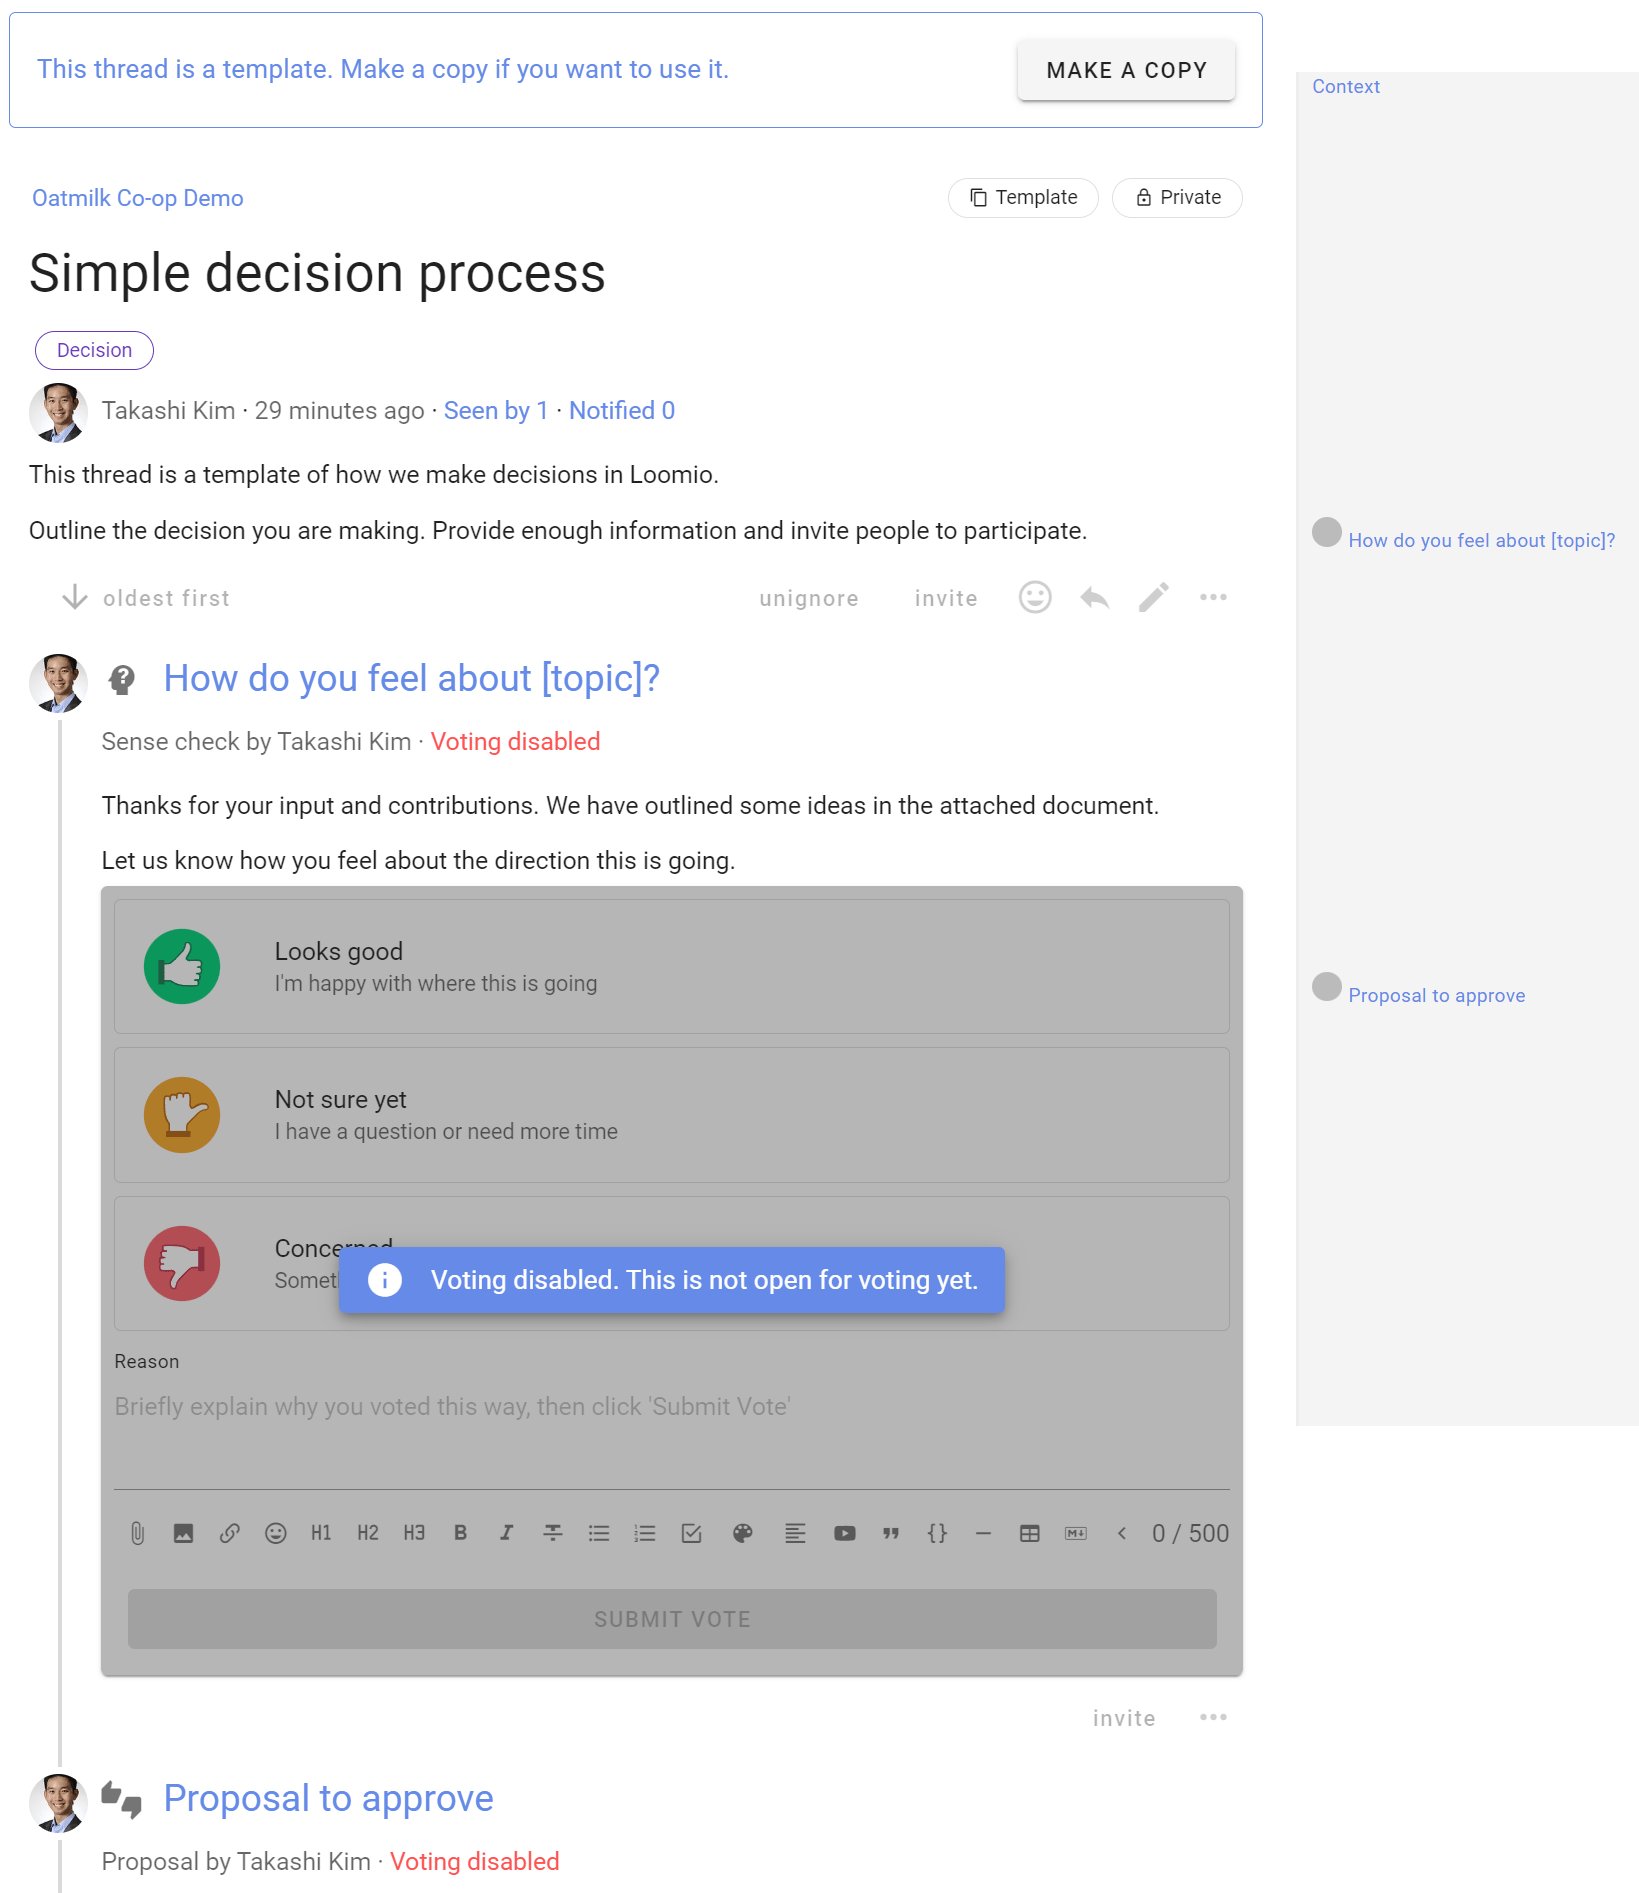 This thread is a template. Make a copy if you want to use it.
MAKE A COPY
Oatmilk Co-op Demo
Template
Private
Simple decision process
Decision
Takashi Kim · 29 minutes ago · Seen by 1 · Notified 0
This thread is a template of how we make decisions in Loomio.
Outline the decision you are making. Provide enough information and invite people to participate.
oldest first
unignore
invite
How do you feel about [topic]?
Sense check by Takashi Kim · Voting disabled
Thanks for your input and contributions. We have outlined some ideas in the attached document.
Let us know how you feel about the direction this is going.
Looks good
I'm happy with where this is going
Not sure yet
I have a question or need more time
Concerned
Voting disabled. This is not open for voting yet.
Reason
Briefly explain why you voted this way, then click 'Submit Vote'
H1 H2 H3 B I {} M 0 / 500
SUBMIT VOTE
invite
Proposal to approve
Proposal by Takashi Kim · Voting disabled
Context
How do you feel about [topic]?
Proposal to approve